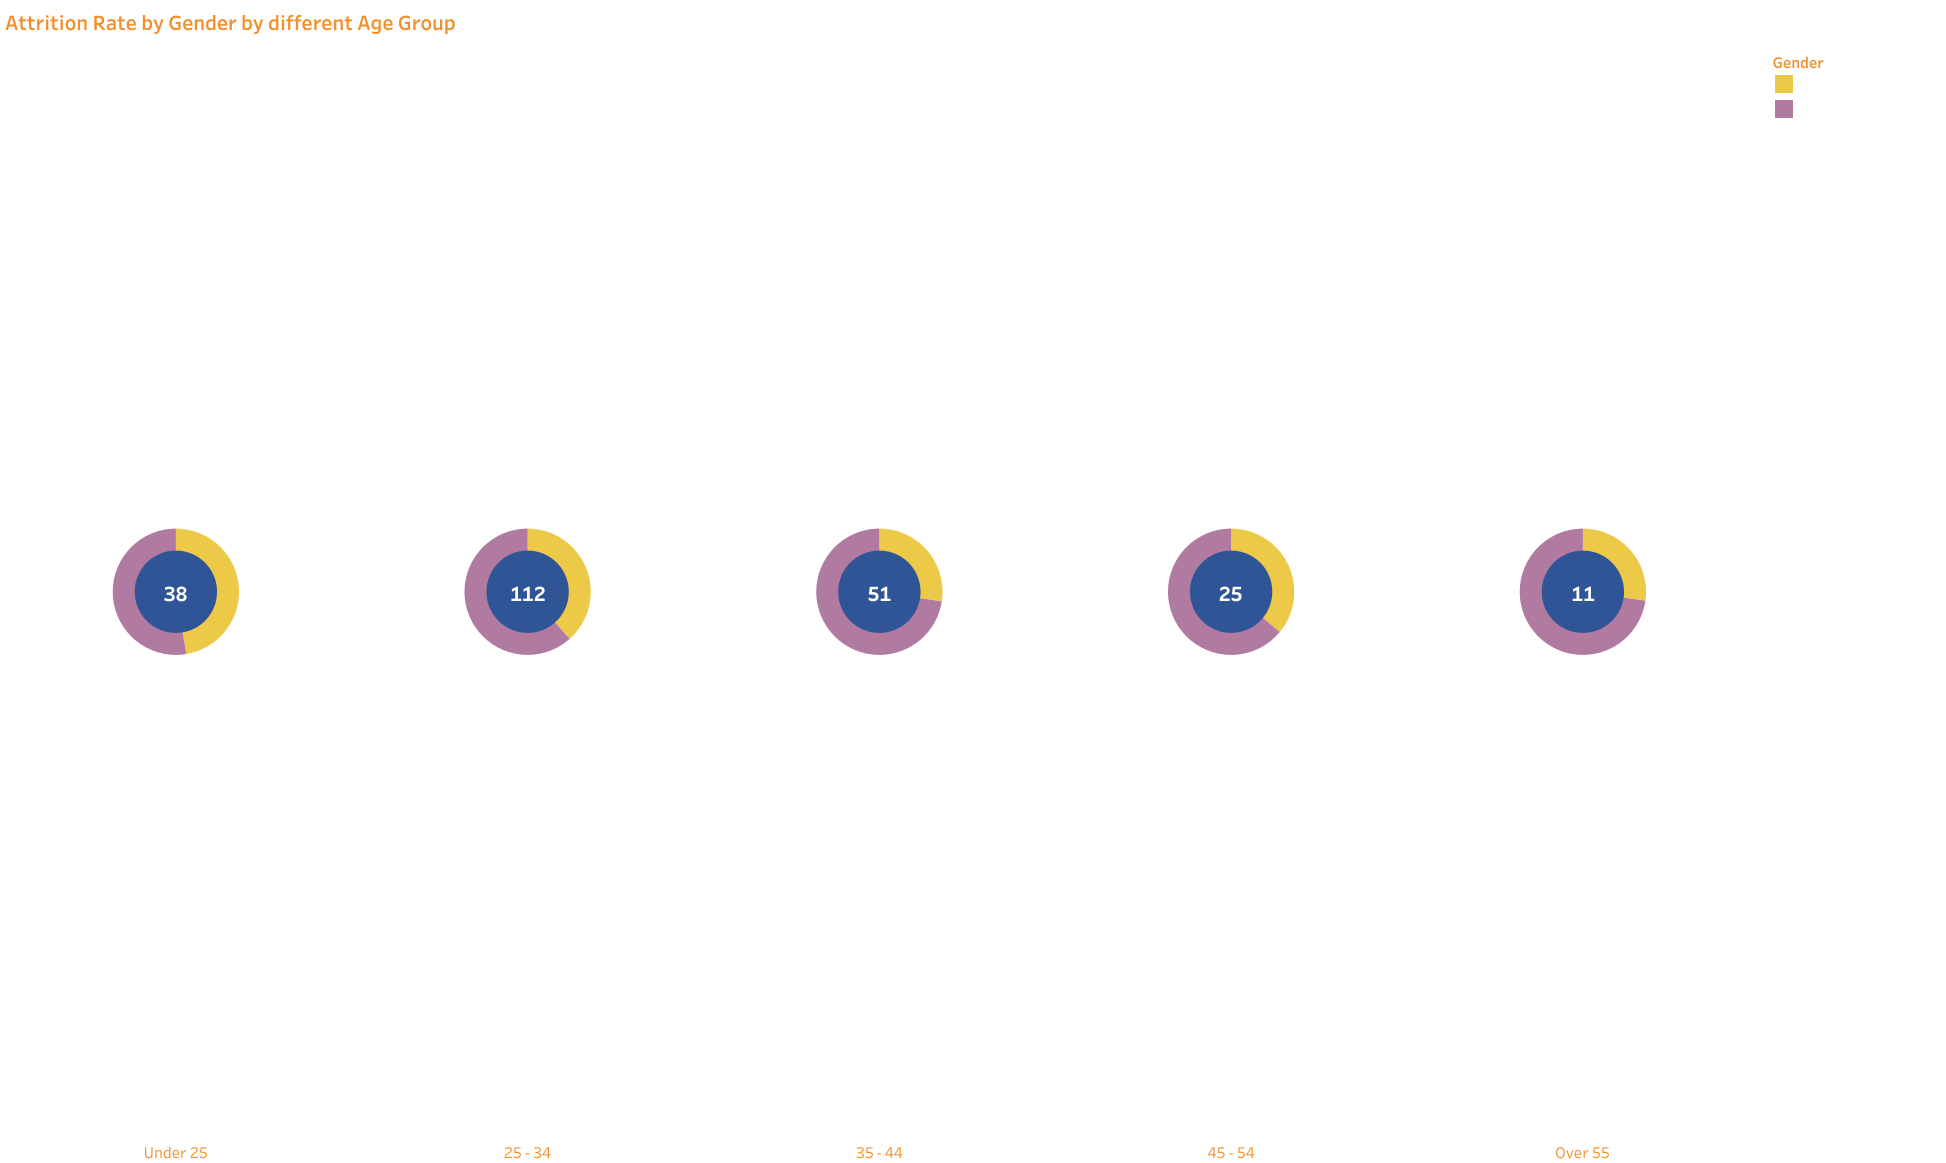 Attrition Rate by Gender by different Age Group
Gender
38
112
51
25
11
Under 25
25 - 34
35 - 44
45 - 54
Over 55